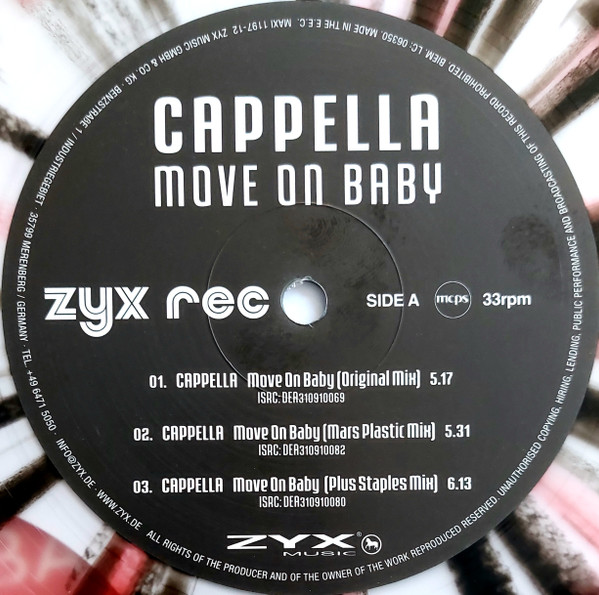 CAPPELLA
MOVE ON BABY
zyx rec
SIDE A mcps 33rpm
01. CAPPELLA Move On Baby (Original Mix) 5.17
ISRC: DEA310910069
02. CAPPELLA Move On Baby (Mars Plastic Mix) 5.31
ISRC: DEA310910082
03. CAPPELLA Move On Baby (Plus Staples Mix) 6.13
ISRC: DEA310910080
ZYX®
MUSIC
ALL RIGHTS OF THE PRODUCER AND OF THE OWNER OF THE WORK REPRODUCED RESERVED. UNAUTHORISED COPYING, HIRING, LENDING, PUBLIC PERFORMANCE AND BROADCASTING OF THIS RECORD PROHIBITED. BIEM. LC. 06350. MADE IN THE E.E.C. MAXI 1197-12 ZYX MUSIC GMBH & CO. KG BENZSTRAßE 1 / INDUSTRIEGEBIET 35799 MERENBERG / GERMANY · TEL. +49 6471 5050 · INFO@ZYX.DE · WWW.ZYX.DE